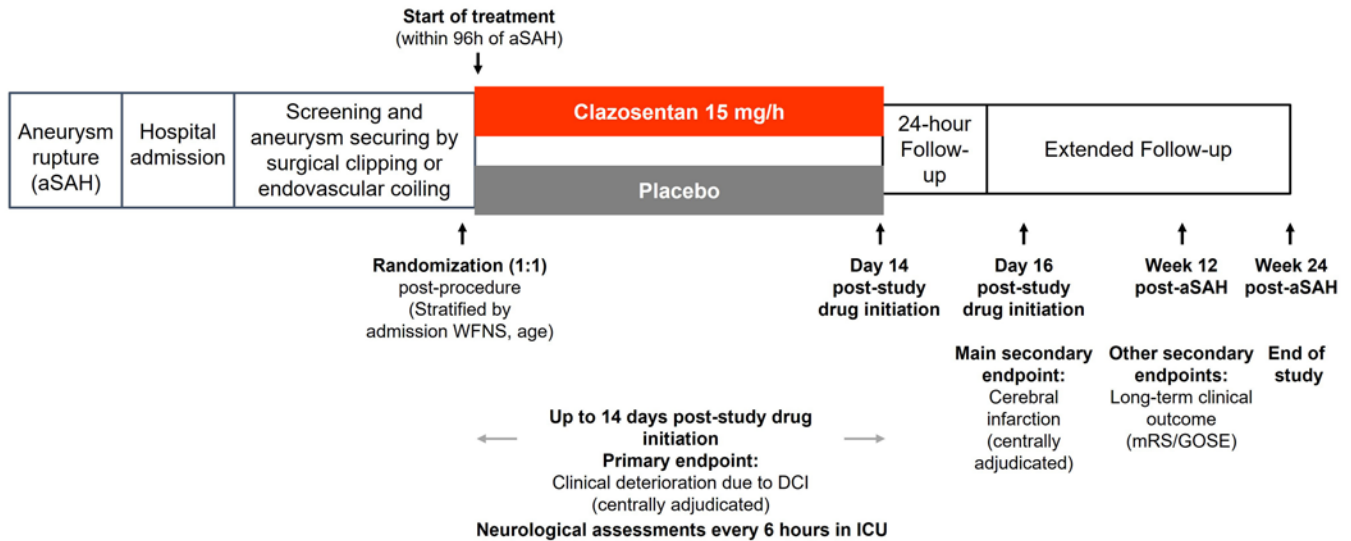 Start of treatment
(within 96h of aSAH)
Aneurysm
rupture
(aSAH)
Hospital
admission
Screening and
aneurysm securing by
surgical clipping or
endovascular coiling
Clazosentan 15 mg/h
Placebo
24-hour
Follow-
up
Extended Follow-up
Randomization (1:1)
post-procedure
(Stratified by
admission WFNS, age)
Day 14
post-study
drug initiation
Day 16
post-study
drug initiation
Week 12
post-aSAH
Week 24
post-aSAH
Main secondary
endpoint:
Cerebral
infarction
(centrally
adjudicated)
Other secondary
endpoints:
Long-term clinical
outcome
(mRS/GOSE)
End of
study
Up to 14 days post-study drug
initiation
Primary endpoint:
Clinical deterioration due to DCI
(centrally adjudicated)
Neurological assessments every 6 hours in ICU